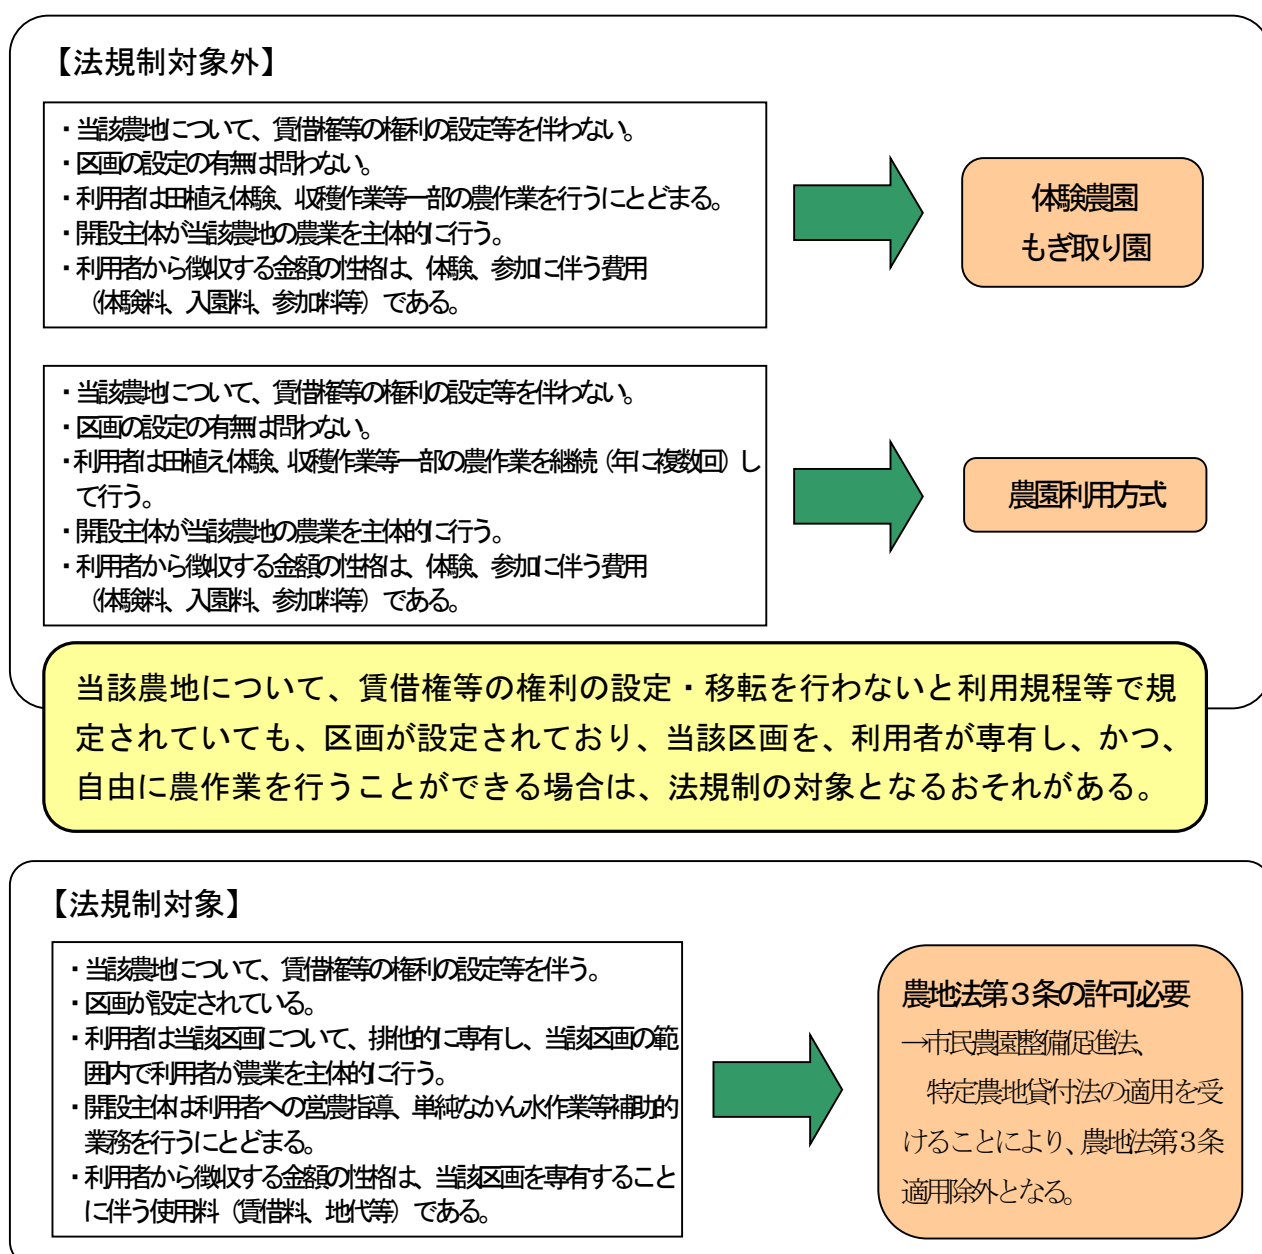 【法規制対象外】
・当該農地について、賃借権等の権利の設定等を伴わない。
・区画の設定の有無は問わない。
・利用者は田植え体験、収穫作業等一部の農作業を行うにとどまる。
・開設主体が当該農地の農業を主体的に行う。
・利用者から徴収する金額の性格は、体験、参加に伴う費用
（体験料、入園料、参加料等）である。
体験農園
もぎ取り園
・当該農地について、賃借権等の権利の設定等を伴わない。
・区画の設定の有無は問わない。
・利用者は田植え体験、収穫作業等一部の農作業を継続（年に複数回）し
て行う。
・開設主体が当該農地の農業を主体的に行う。
・利用者から徴収する金額の性格は、体験、参加に伴う費用
（体験料、入園料、参加料等）である。
農園利用方式
当該農地について、賃借権等の権利の設定・移転を行わないと利用規程等で規
定されていても、区画が設定されており、当該区画を、利用者が専有し、かつ、
自由に農作業を行うことができる場合は、法規制の対象となるおそれがある。
【法規制対象】
・当該農地について、賃借権等の権利の設定等を伴う。
・区画が設定されている。
・利用者は当該区画について、排他的に専有し、当該区画の範
囲内で利用者が農業を主体的に行う。
・開設主体は利用者への営農指導、単純なかん水作業等補助的
業務を行うにとどまる。
・利用者から徴収する金額の性格は、当該区画を専有すること
に伴う使用料（賃借料、地代等）である。
農地法第３条の許可必要
→市民農園整備促進法、
特定農地貸付法の適用を受
けることにより、農地法第３条
適用除外となる。